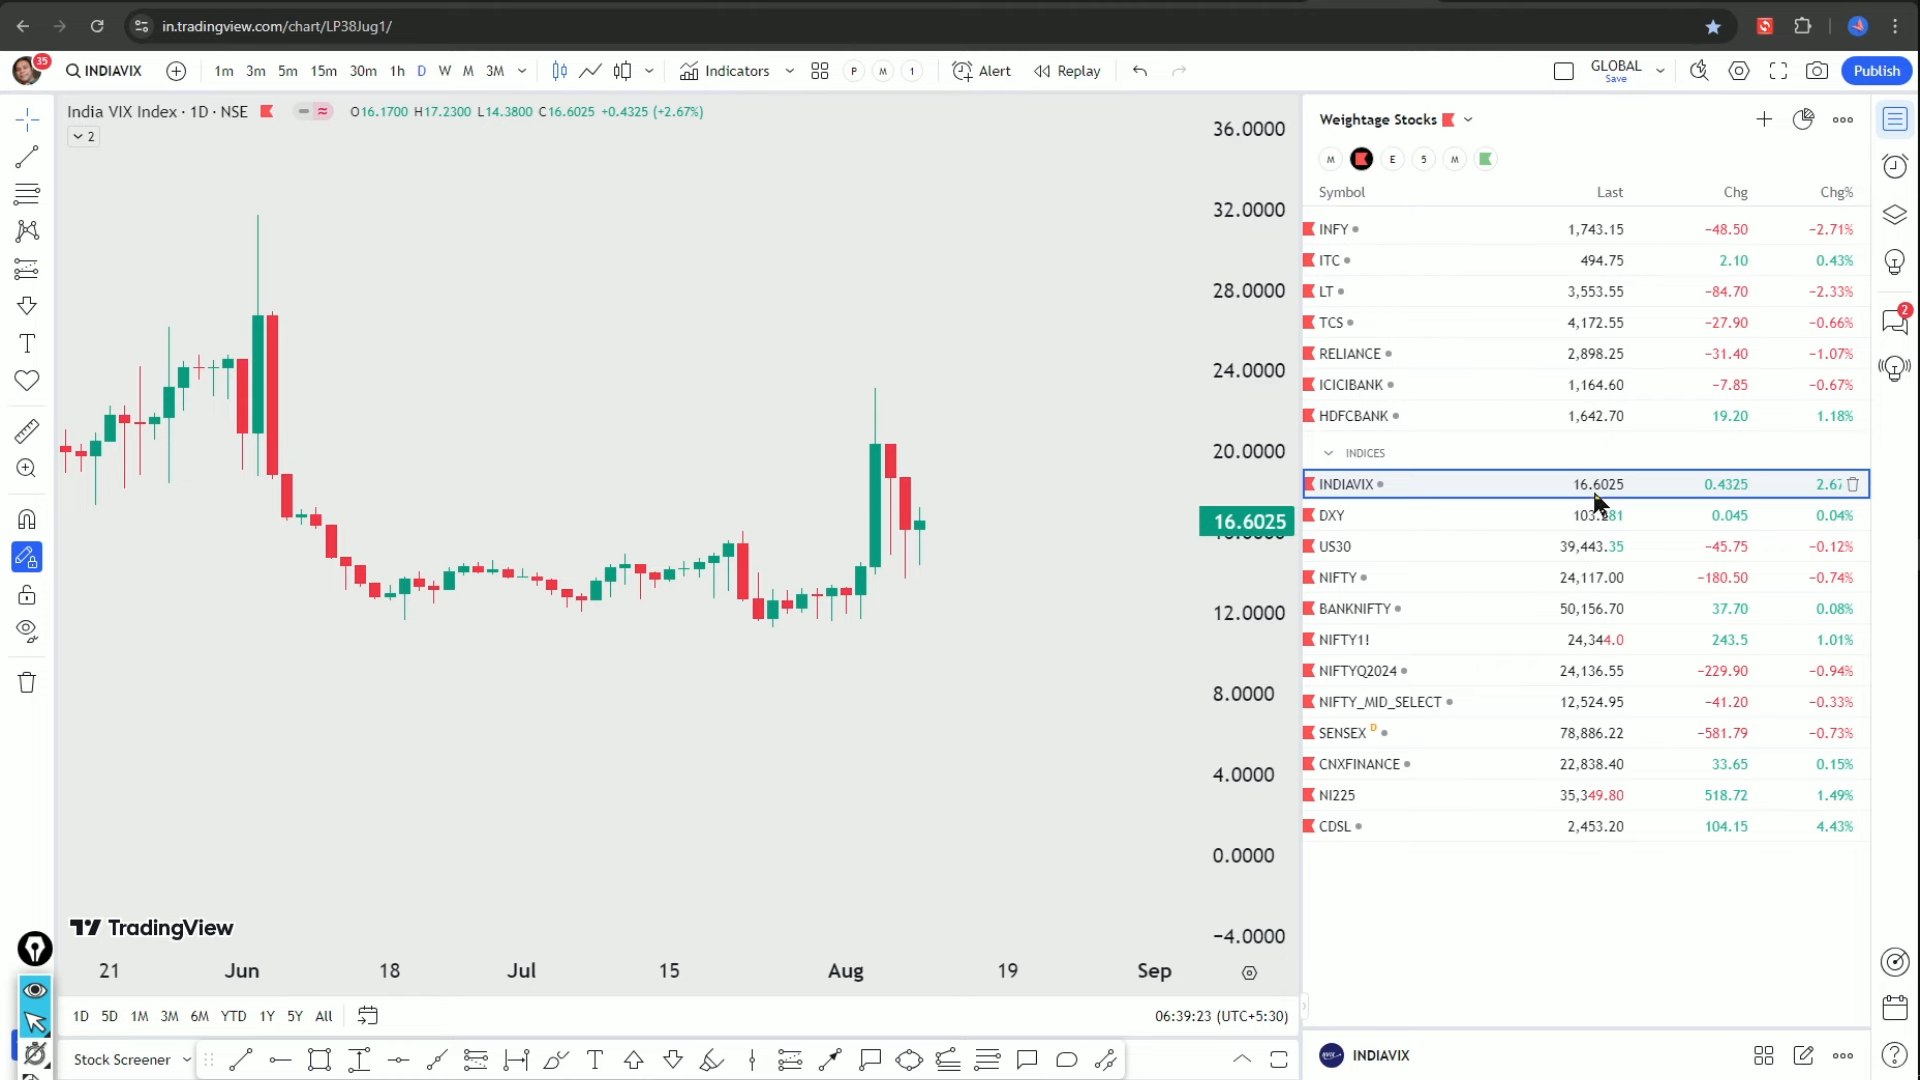 in.tradingview.com/chart/LP38Jug1/
35
INDIAVIX
1m 3m 5m 15m 30m 1h D W M 3M
Indicators
P M 1
Alert
Replay
GLOBAL
Save
Publish
India VIX Index · 1D · NSE
O16.1700 H17.2300 L14.3800 C16.6025 +0.4325 (+2.67%)
2
36.0000
32.0000
28.0000
24.0000
20.0000
16.6025
12.0000
8.0000
4.0000
0.0000
−4.0000
TradingView
21 Jun 18 Jul 15 Aug 19 Sep
1D 5D 1M 3M 6M YTD 1Y 5Y All
06:39:23 (UTC+5:30)
Stock Screener
Weightage Stocks
M E 5 M
Symbol Last Chg Chg%
INFY 1,743.15 −48.50 −2.71%
ITC 494.75 2.10 0.43%
LT 3,553.55 −84.70 −2.33%
TCS 4,172.55 −27.90 −0.66%
RELIANCE 2,898.25 −31.40 −1.07%
ICICIBANK 1,164.60 −7.85 −0.67%
HDFCBANK 1,642.70 19.20 1.18%
INDICES
INDIAVIX 16.6025 0.4325 2.67
DXY 0.045 0.04%
US30 39,443.35 −45.75 −0.12%
NIFTY 24,117.00 −180.50 −0.74%
BANKNIFTY 50,156.70 37.70 0.08%
NIFTY1! 24,344.0 243.5 1.01%
NIFTYQ2024 24,136.55 −229.90 −0.94%
NIFTY_MID_SELECT 12,524.95 −41.20 −0.33%
SENSEX D 78,886.22 −581.79 −0.73%
CNXFINANCE 22,838.40 33.65 0.15%
NI225 35,349.80 518.72 1.49%
CDSL 2,453.20 104.15 4.43%
INDIAVIX
2